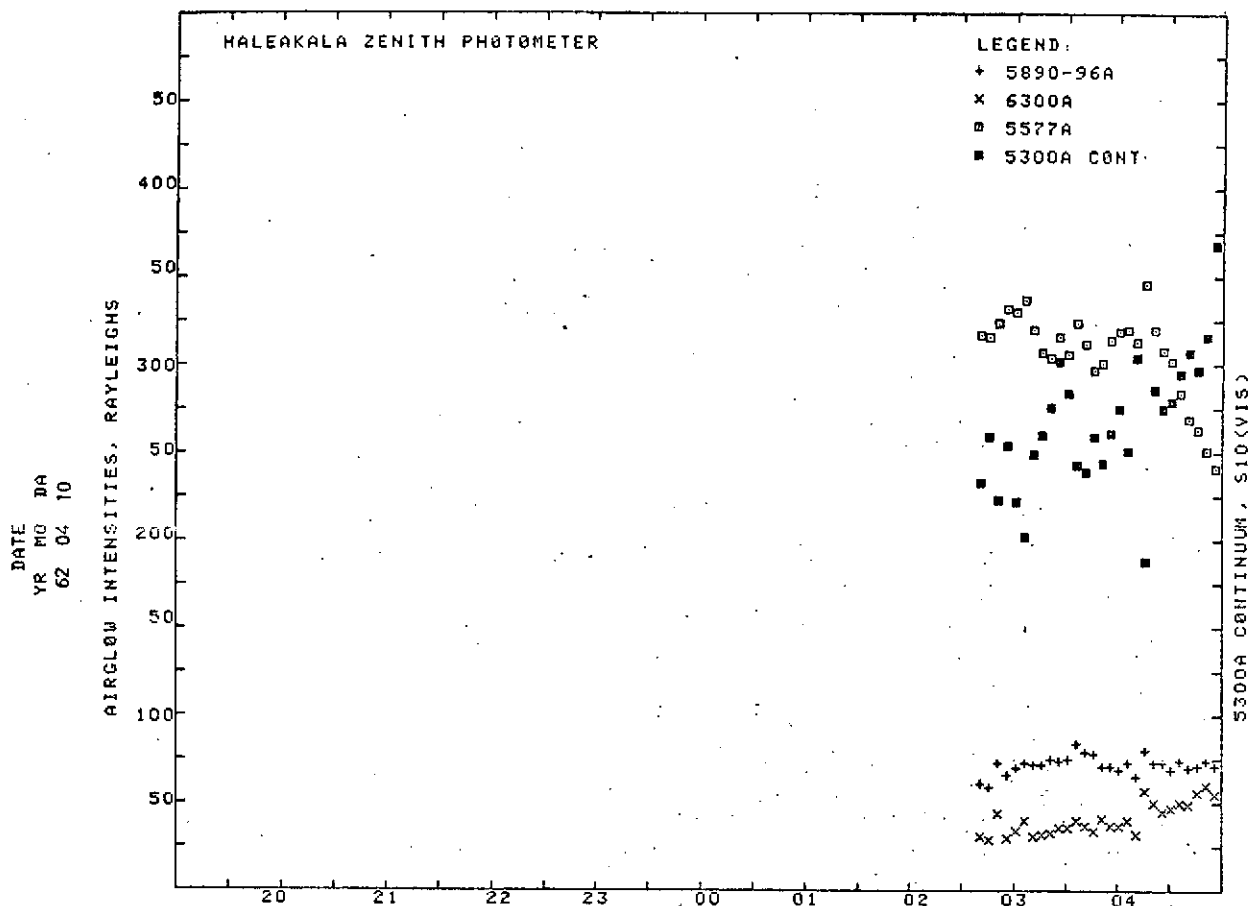 HALEAKALA ZENITH PHOTOMETER
LEGEND:
+ 5890-96A
× 6300A
5577A
■ 5300A CONT
50
400
50
300
50
200
50
100
50
AIRGLOW INTENSITIES, RAYLEIGHS
DATE
YR MO DA
62 04 10
5300A CONTINUUM, S10(VIS)
20 21 22 23 00 01 02 03 04